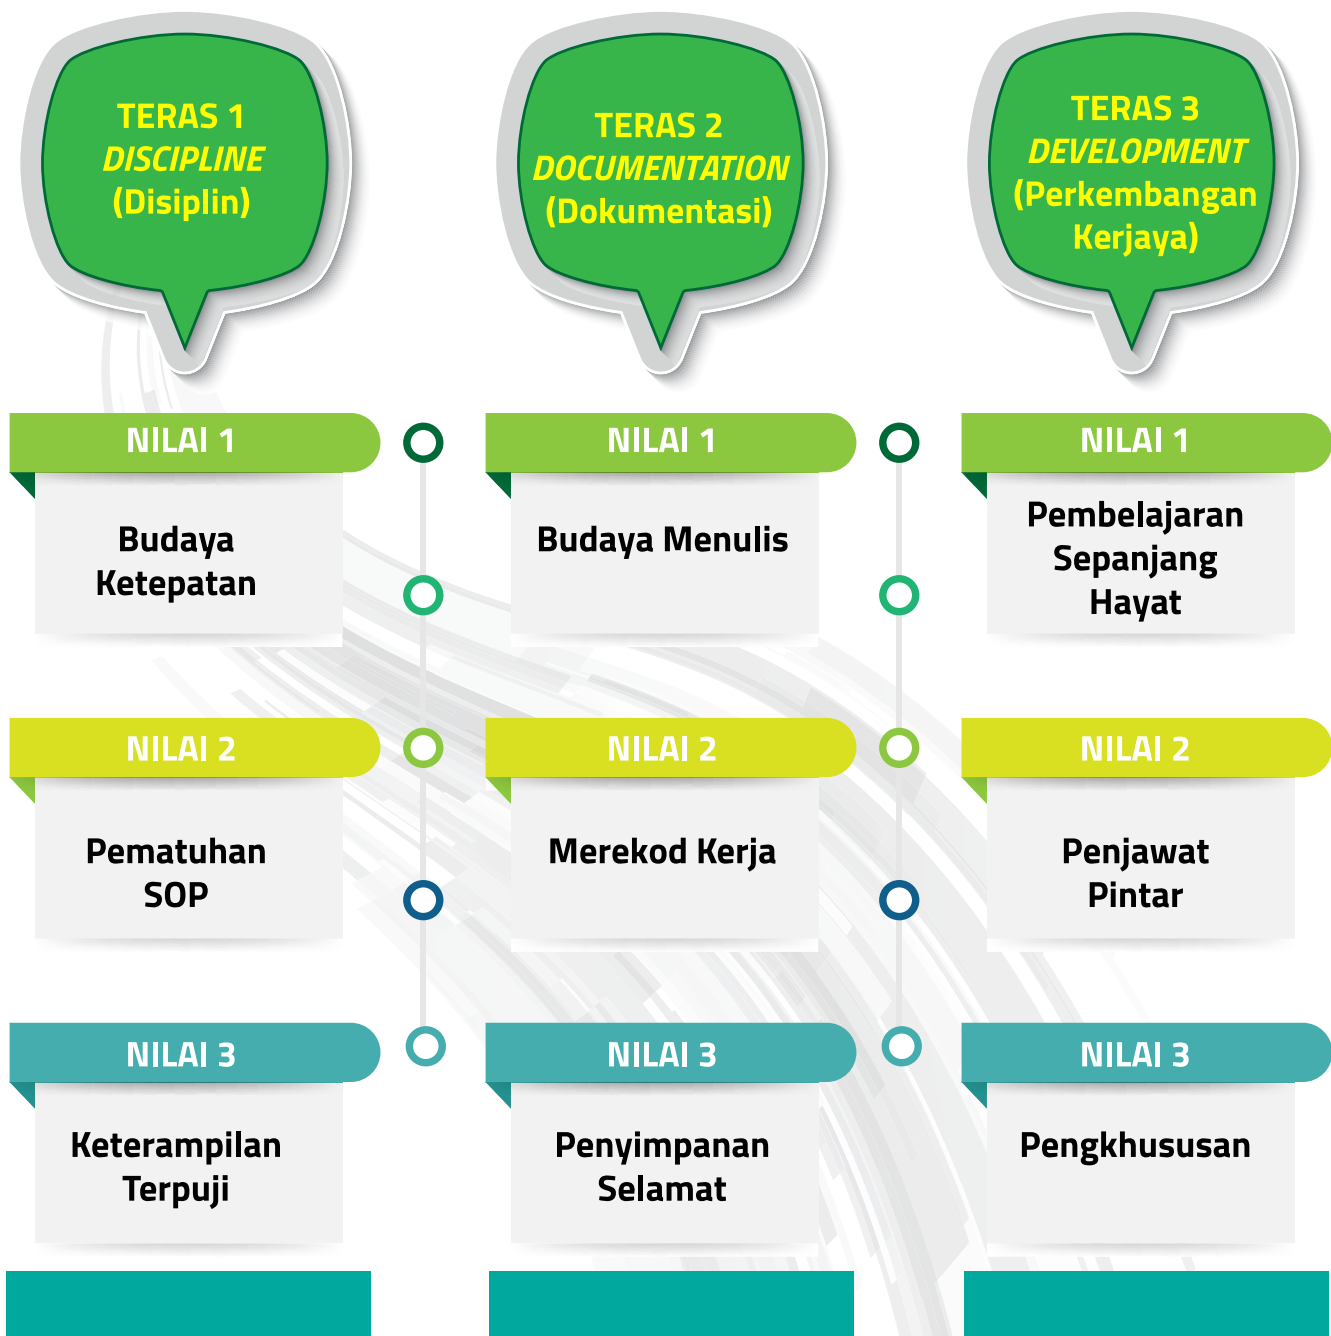 TERAS 1
DISCIPLINE
(Disiplin)
TERAS 2
DOCUMENTATION
(Dokumentasi)
TERAS 3
DEVELOPMENT
(Perkembangan
Kerjaya)
NILAI 1
Budaya
Ketepatan
NILAI 1
Budaya Menulis
NILAI 1
Pembelajaran
Sepanjang
Hayat
NILAI 2
Pematuhan
SOP
NILAI 2
Merekod Kerja
NILAI 2
Penjawat
Pintar
NILAI 3
Keterampilan
Terpuji
NILAI 3
Penyimpanan
Selamat
NILAI 3
Pengkhususan